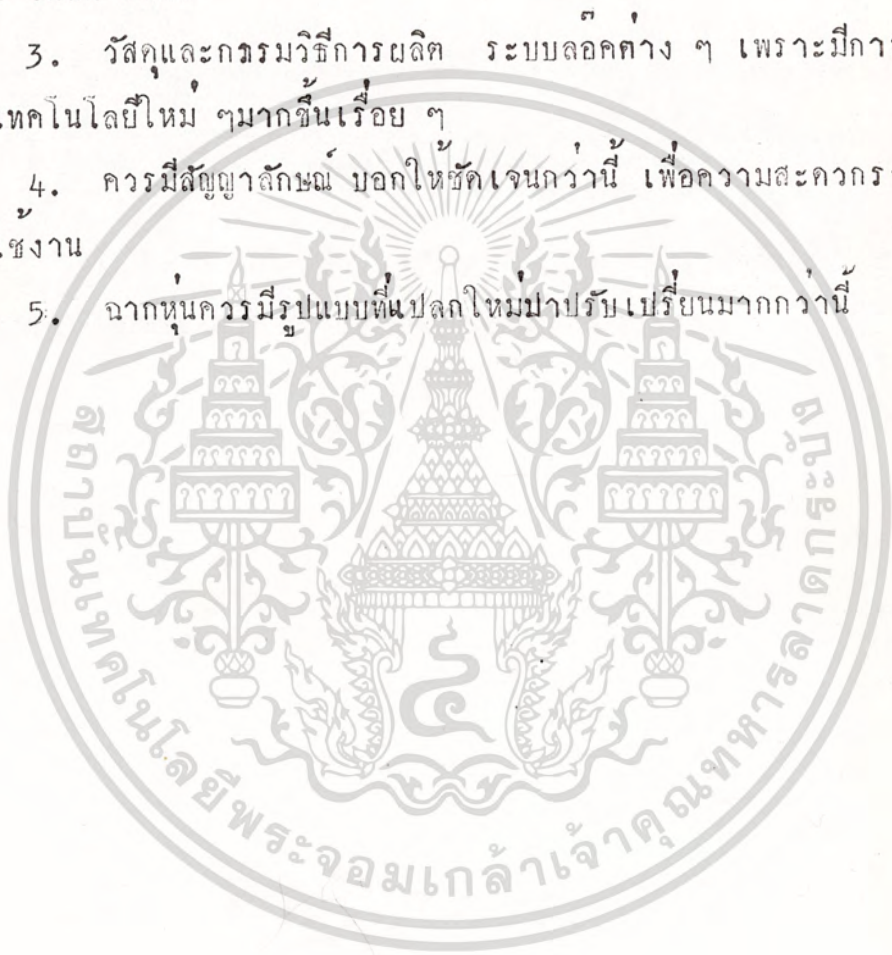 3. วัสดุและกรรมวิธีการผลิต ระบบล๊อคต่าง ๆ เพราะมีกา
เทคโนโลยีใหม่ ๆมากขึ้นเรื่อย ๆ
4. ควรมีสัญญาลักษณ์ บอกให้ชัดเจนกว่านี้ เพื่อความสะดวกร
ใช้งาน
5. ฉากหุ่นควรมีรูปแบบที่แปลกใหม่มาปรับเปรี่ยนมากกว่านี้
สถาบันเทคโนโลยีพระจอมเกล้าเจ้าคุณทหารลาดกระบัง
๔